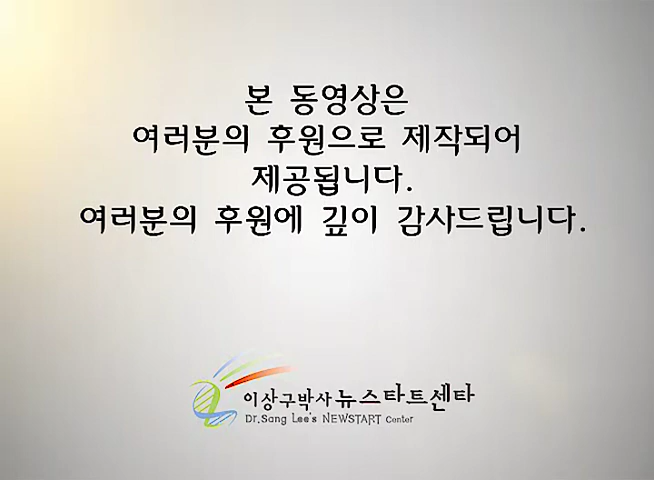 본 동영상은
여러분의 후원으로 제작되어
제공됩니다.
여러분의 후원에 깊이 감사드립니다.
이상구박사 뉴스타트센타
Dr.Sang Lee's NEWSTART Center